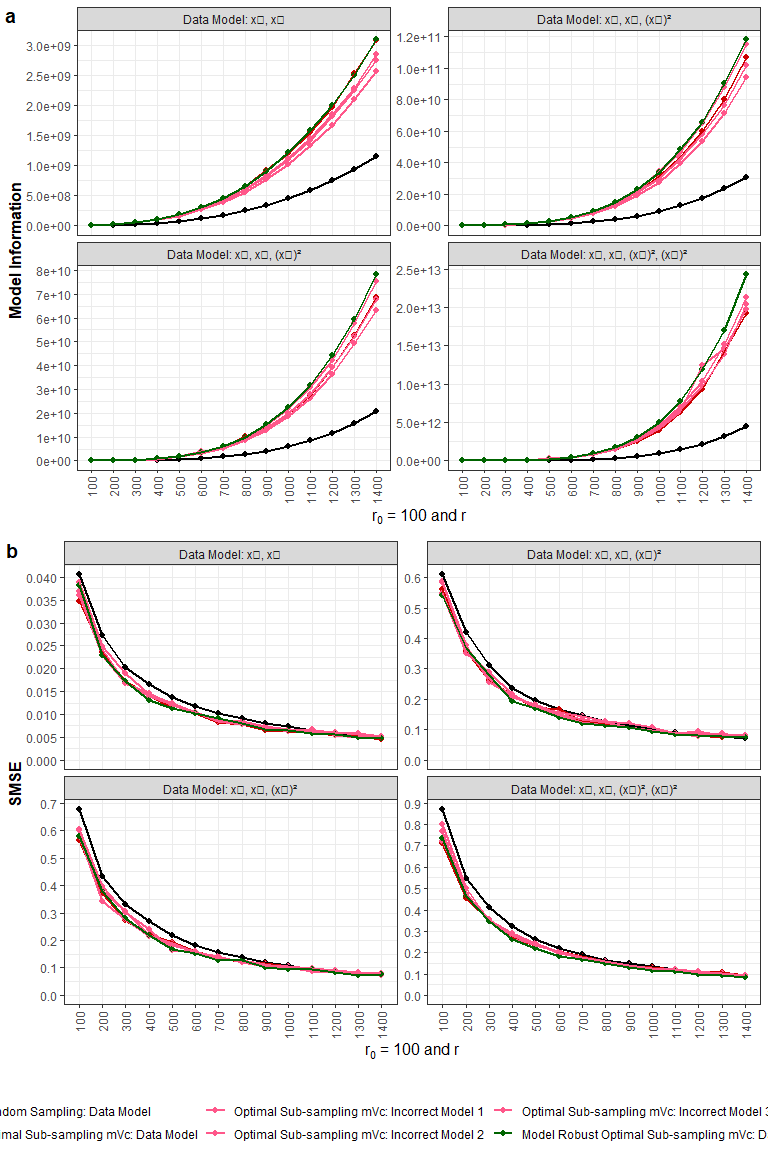 a
Data Model: x▯, x▯
Data Model: x▯, x▯, (x▯)²
3.0e+09
2.5e+09
2.0e+09
1.5e+09
1.0e+09
5.0e+08
0.0e+00
1.2e+11
1.0e+11
8.0e+10
6.0e+10
4.0e+10
2.0e+10
0.0e+00
Model Information
Data Model: x▯, x▯, (x▯)²
Data Model: x▯, x▯, (x▯)², (x▯)²
8e+10
7e+10
6e+10
5e+10
4e+10
3e+10
2e+10
1e+10
0e+00
2.5e+13
2.0e+13
1.5e+13
1.0e+13
5.0e+12
0.0e+00
100 200 300 400 500 600 700 800 900 1000 1100 1200 1300 1400
100 200 300 400 500 600 700 800 900 1000 1100 1200 1300 1400
r₀ = 100 and r
b
Data Model: x▯, x▯
Data Model: x▯, x▯, (x▯)²
0.040
0.035
0.030
0.025
0.020
0.015
0.010
0.005
0.000
0.6
0.5
0.4
0.3
0.2
0.1
0.0
SMSE
Data Model: x▯, x▯, (x▯)²
Data Model: x▯, x▯, (x▯)², (x▯)²
0.7
0.6
0.5
0.4
0.3
0.2
0.1
0.0
0.9
0.8
0.7
0.6
0.5
0.4
0.3
0.2
0.1
0.0
100 200 300 400 500 600 700 800 900 1000 1100 1200 1300 1400
100 200 300 400 500 600 700 800 900 1000 1100 1200 1300 1400
r₀ = 100 and r
ndom Sampling: Data Model
Optimal Sub-sampling mVc: Incorrect Model 1
Optimal Sub-sampling mVc: Incorrect Model 3
mal Sub-sampling mVc: Data Model
Optimal Sub-sampling mVc: Incorrect Model 2
Model Robust Optimal Sub-sampling mVc: D